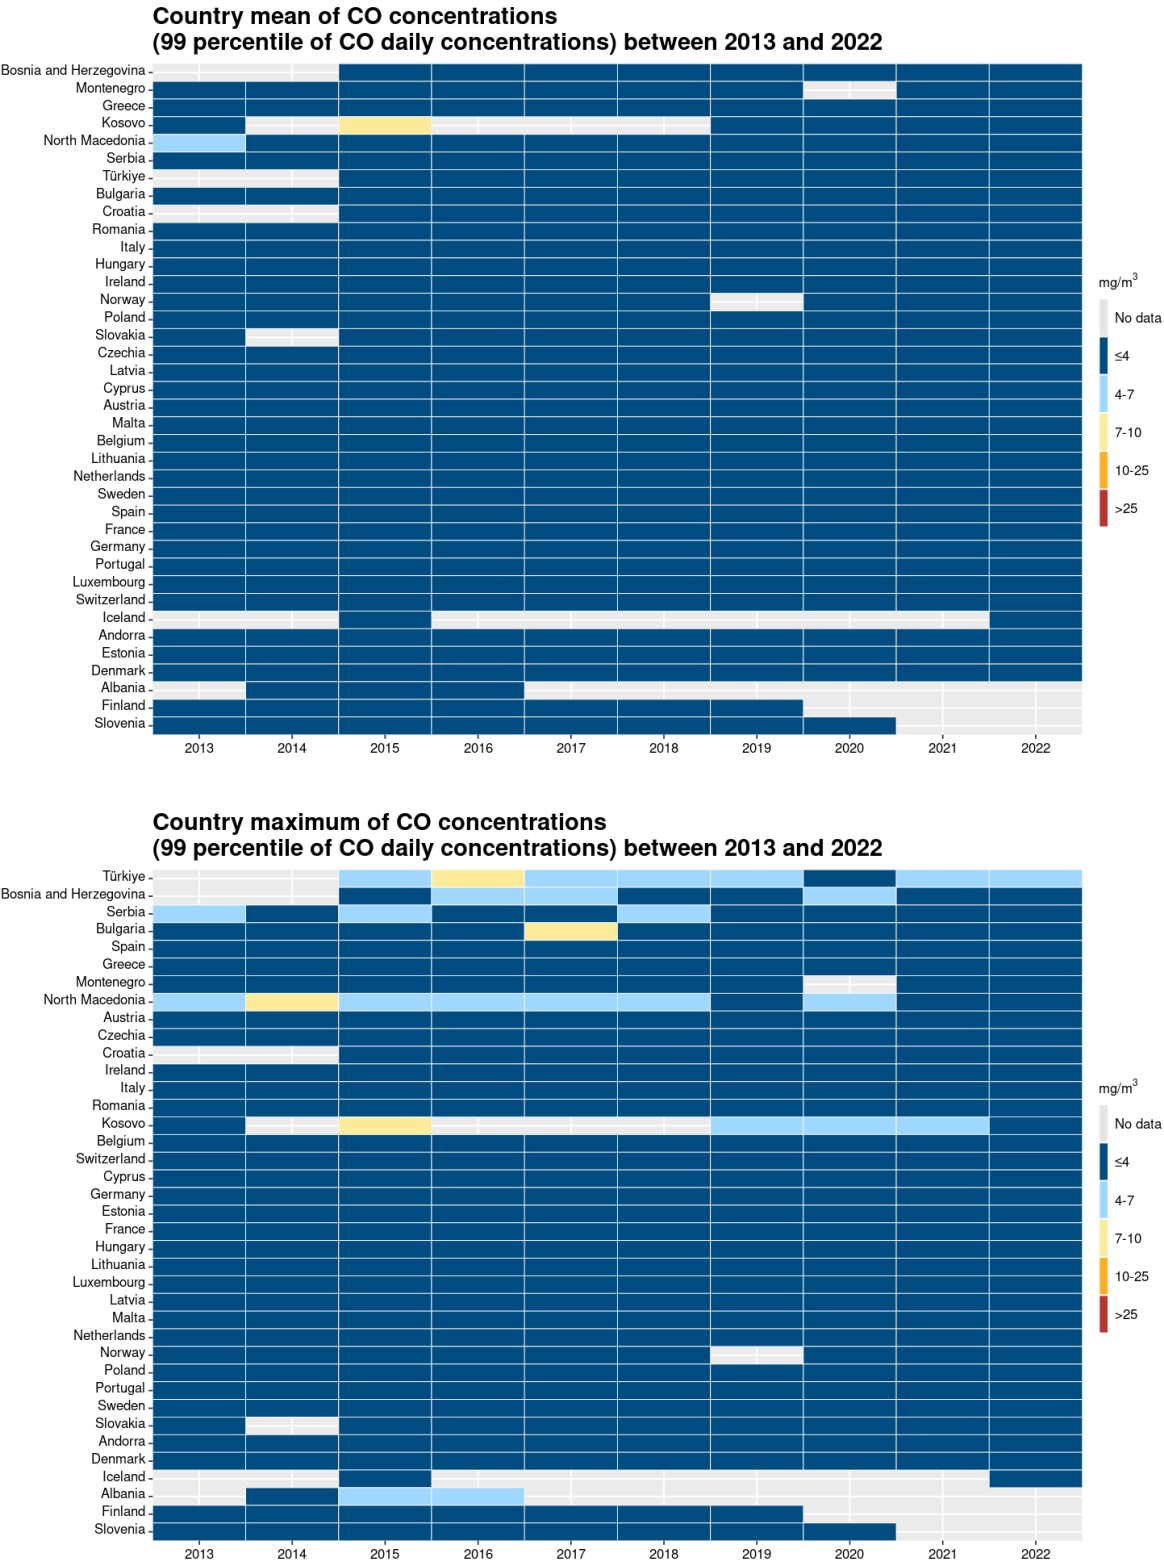 Country mean of CO concentrations
(99 percentile of CO daily concentrations) between 2013 and 2022
Bosnia and Herzegovina
Montenegro
Greece
Kosovo
North Macedonia
Serbia
Türkiye
Bulgaria
Croatia
Romania
Italy
Hungary
Ireland
Norway
Poland
Slovakia
Czechia
Latvia
Cyprus
Austria
Malta
Belgium
Lithuania
Netherlands
Sweden
Spain
France
Germany
Portugal
Luxembourg
Switzerland
Iceland
Andorra
Estonia
Denmark
Albania
Finland
Slovenia
2013 2014 2015 2016 2017 2018 2019 2020 2021 2022
mg/m³
No data
≤4
4-7
7-10
10-25
>25
Country maximum of CO concentrations
(99 percentile of CO daily concentrations) between 2013 and 2022
Türkiye
Bosnia and Herzegovina
Serbia
Bulgaria
Spain
Greece
Montenegro
North Macedonia
Austria
Czechia
Croatia
Ireland
Italy
Romania
Kosovo
Belgium
Switzerland
Cyprus
Germany
Estonia
France
Hungary
Lithuania
Luxembourg
Latvia
Malta
Netherlands
Norway
Poland
Portugal
Sweden
Slovakia
Andorra
Denmark
Iceland
Albania
Finland
Slovenia
2013 2014 2015 2016 2017 2018 2019 2020 2021 2022
mg/m³
No data
≤4
4-7
7-10
10-25
>25